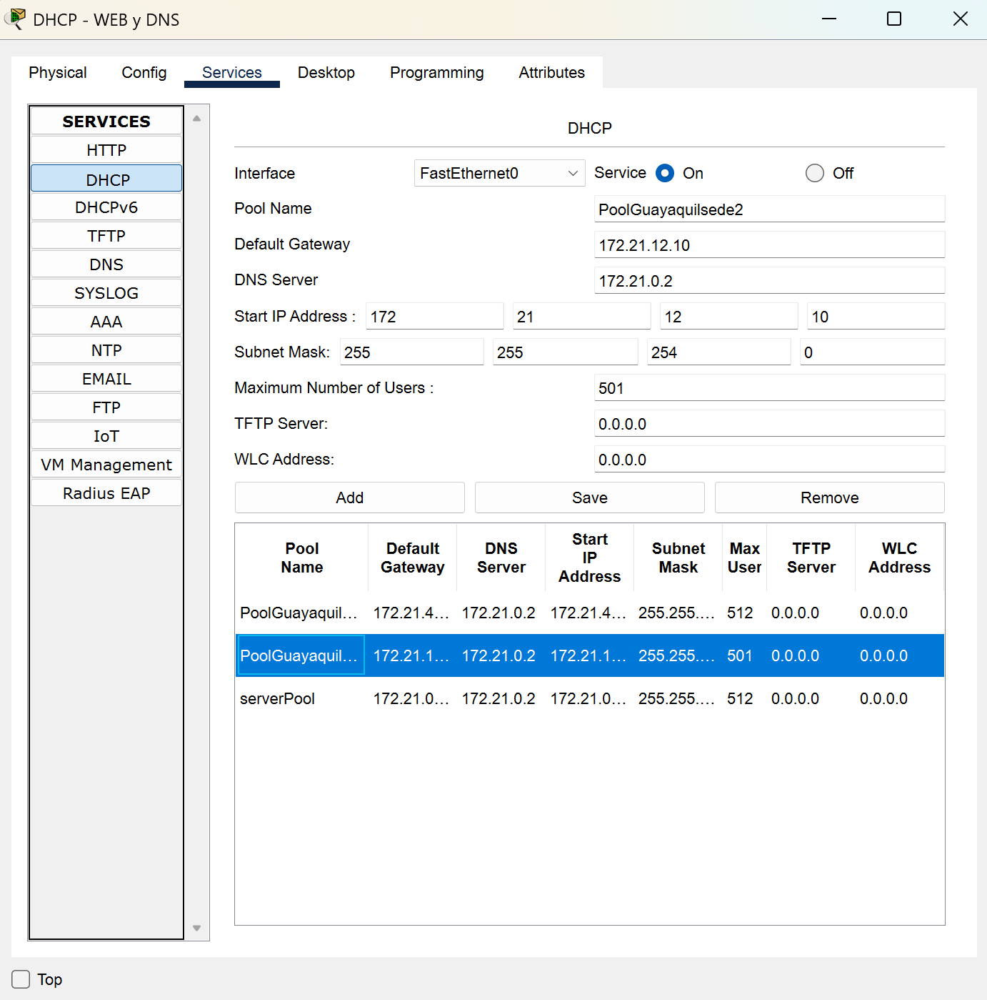 DHCP - WEB y DNS
Physical Config Services Desktop Programming Attributes
SERVICES
HTTP
DHCP
DHCPv6
TFTP
DNS
SYSLOG
AAA
NTP
EMAIL
FTP
IoT
VM Management
Radius EAP
DHCP
Interface FastEthernet0 Service On Off
Pool Name PoolGuayaquilsede2
Default Gateway 172.21.12.10
DNS Server 172.21.0.2
Start IP Address : 172 21 12 10
Subnet Mask: 255 255 254 0
Maximum Number of Users : 501
TFTP Server: 0.0.0.0
WLC Address: 0.0.0.0
Add Save Remove
Pool Name Default Gateway DNS Server Start IP Address Subnet Mask Max User TFTP Server WLC Address
PoolGuayaquil... 172.21.4... 172.21.0.2 172.21.4... 255.255.... 512 0.0.0.0 0.0.0.0
PoolGuayaquil... 172.21.1... 172.21.0.2 172.21.1... 255.255.... 501 0.0.0.0 0.0.0.0
serverPool 172.21.0... 172.21.0.2 172.21.0... 255.255.... 512 0.0.0.0 0.0.0.0
Top